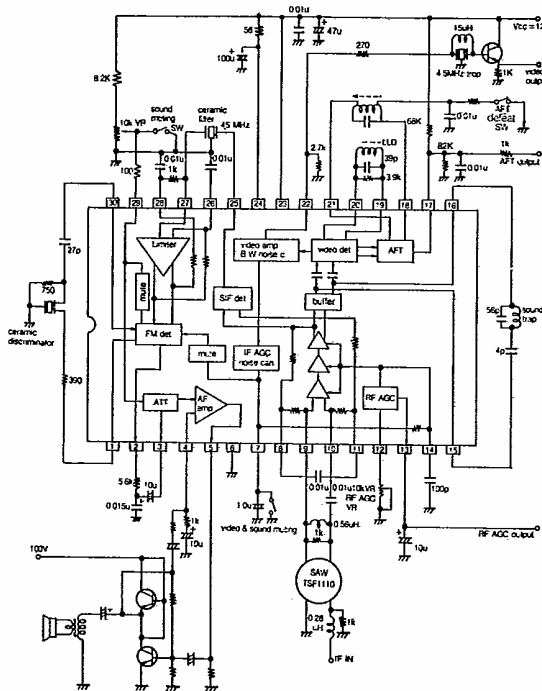 0.01u
47u
56
100u
15uH
Vcc = 12
270
4.5MHz trap
1K
video output
8.2K
10k VR
sound muting
SW
ceramic filter
4.5 MHz
68K
0.01u
AFT defeat SW
82K
1k
AFT output
0.01u
100
0.01u
1k
0.01u
2.7k
39p
3.9k
30
29
28
27
26
25
24
23
22
21
20
19
18
17
16
27p
Limiter
video amp
B W noise c.
video det
AFT
750
mute
SIF det
buffer
56p
sound trap
ceramic discriminator
FM det
mute
IF AGC
noise can.
4p
390
ATT
AF amp
RF AGC
1
2
3
4
5
6
7
8
9
10
11
12
13
14
15
5.6k
10u
0.015u
1k
10u
1.0u
video & sound muting
0.01u
0.01u
10kVR
RF AGC VR
100p
0.56uH
1k
10u
RF AGC output
100V
SAW
TSF1110
0.28 uH
1k
IF IN